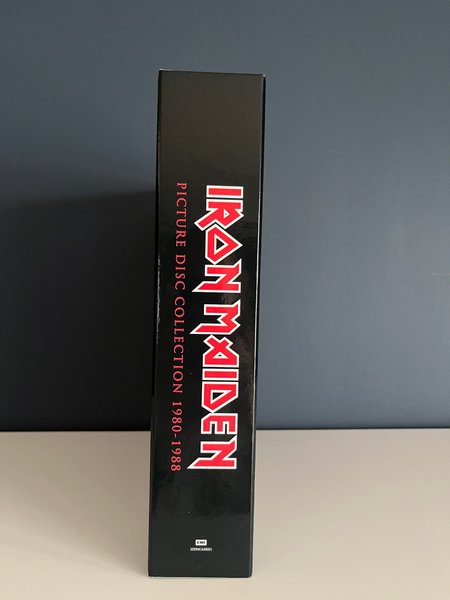 IRON MAIDEN
PICTURE DISC COLLECTION 1980-1988
EMI